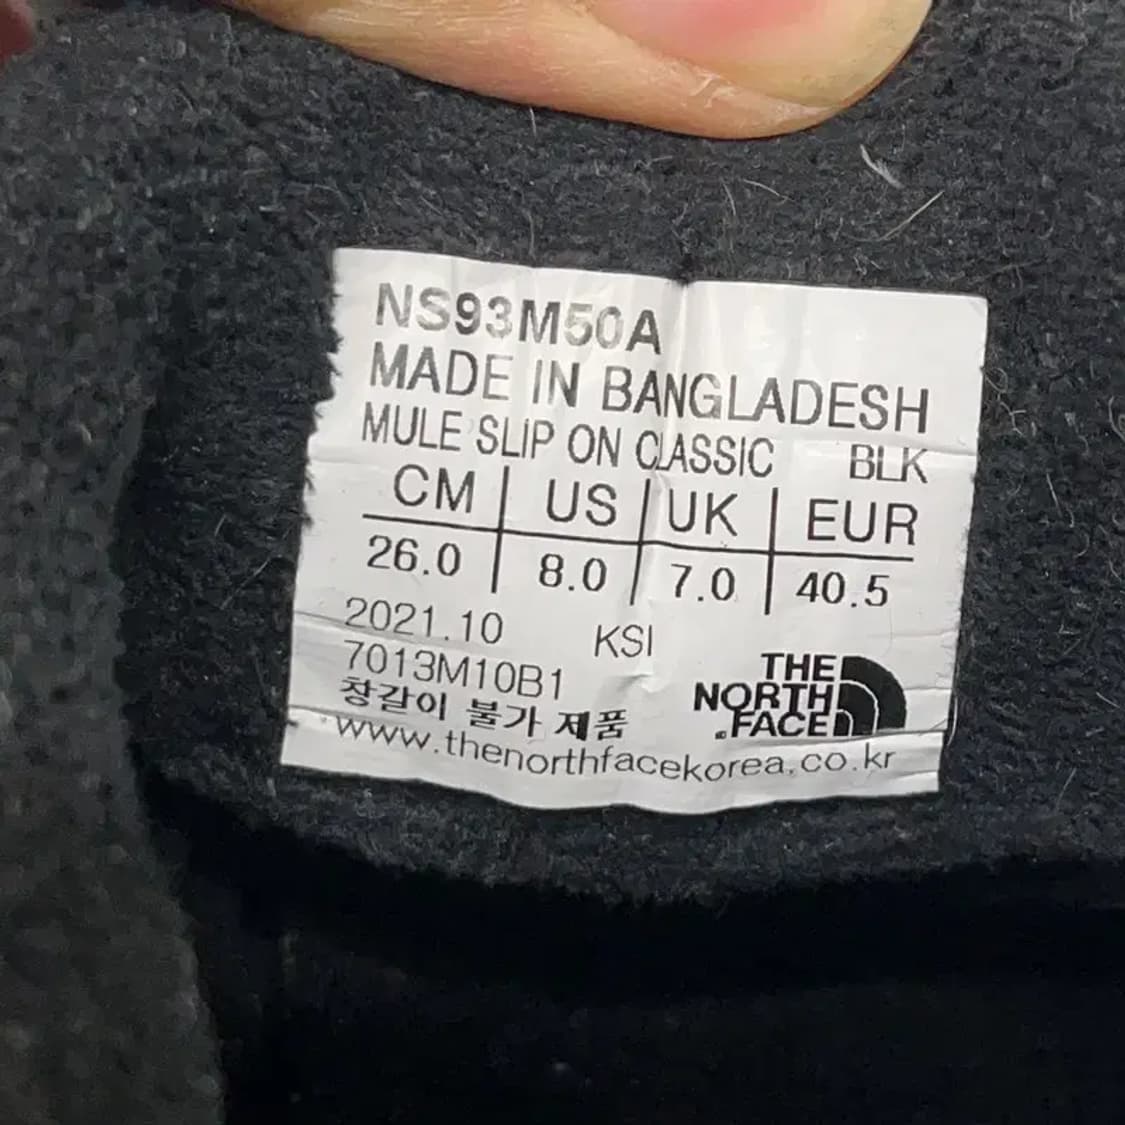 NS93M50A
MADE IN BANGLADESH
MULE SLIP ON CLASSIC BLK
CM US UK EUR
26.0 8.0 7.0 40.5
2021.10 KSI
7013M10B1
창갈이 불가 제품
THE
NORTH
FACE
www.thenorthfacekorea.co.kr